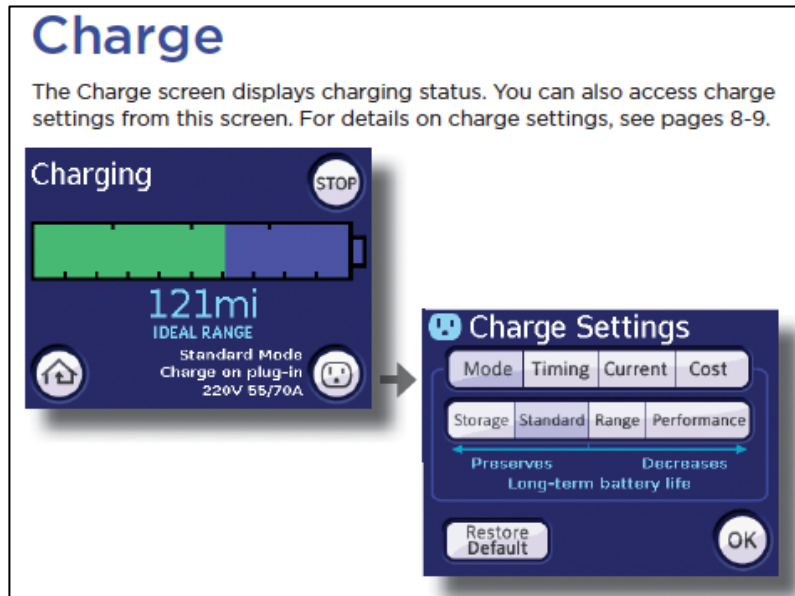 Charge
The Charge screen displays charging status. You can also access charge
settings from this screen. For details on charge settings, see pages 8-9.
Charging
STOP
121mi
IDEAL RANGE
Standard Mode
Charge on plug-in
220V 55/70A
Charge Settings
Mode Timing Current Cost
Storage Standard Range Performance
Preserves Decreases
Long-term battery life
Restore
Default
OK